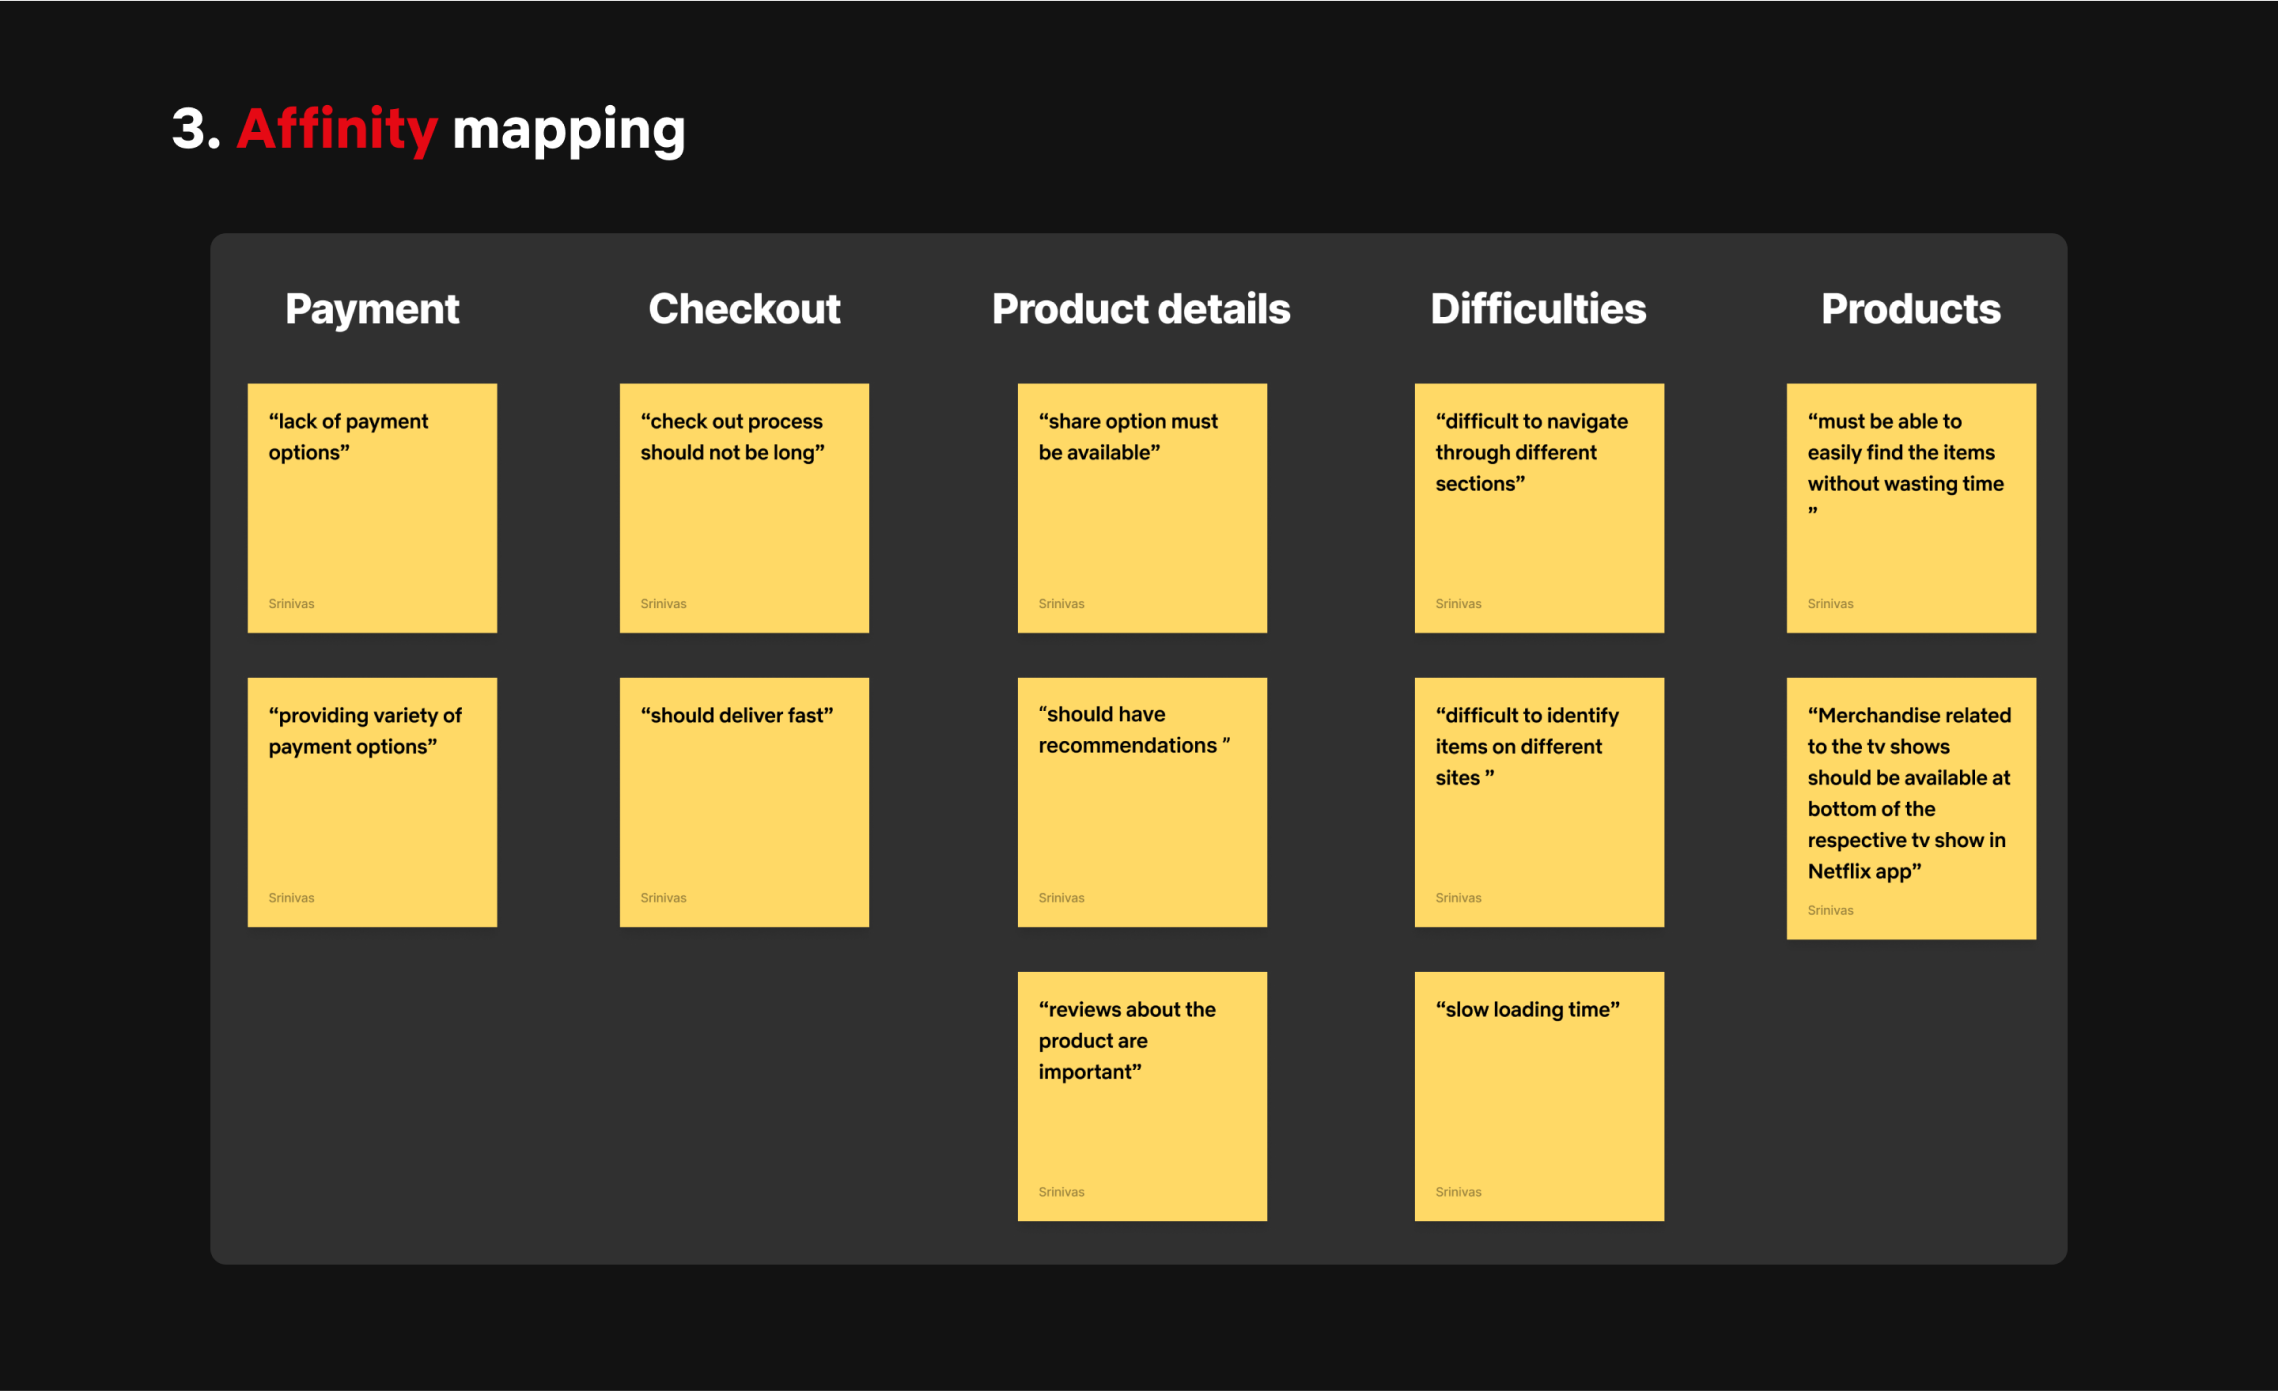 3. Affinity mapping
Payment
“lack of payment
options”
Srinivas
“providing variety of
payment options”
Srinivas
Checkout
“check out process
should not be long”
Srinivas
“should deliver fast”
Srinivas
Product details
“share option must
be available”
Srinivas
“should have
recommendations ”
Srinivas
“reviews about the
product are
important”
Srinivas
Difficulties
“difficult to navigate
through different
sections”
Srinivas
“difficult to identify
items on different
sites ”
Srinivas
“slow loading time”
Srinivas
Products
“must be able to
easily find the items
without wasting time
”
Srinivas
“Merchandise related
to the tv shows
should be available at
bottom of the
respective tv show in
Netflix app”
Srinivas